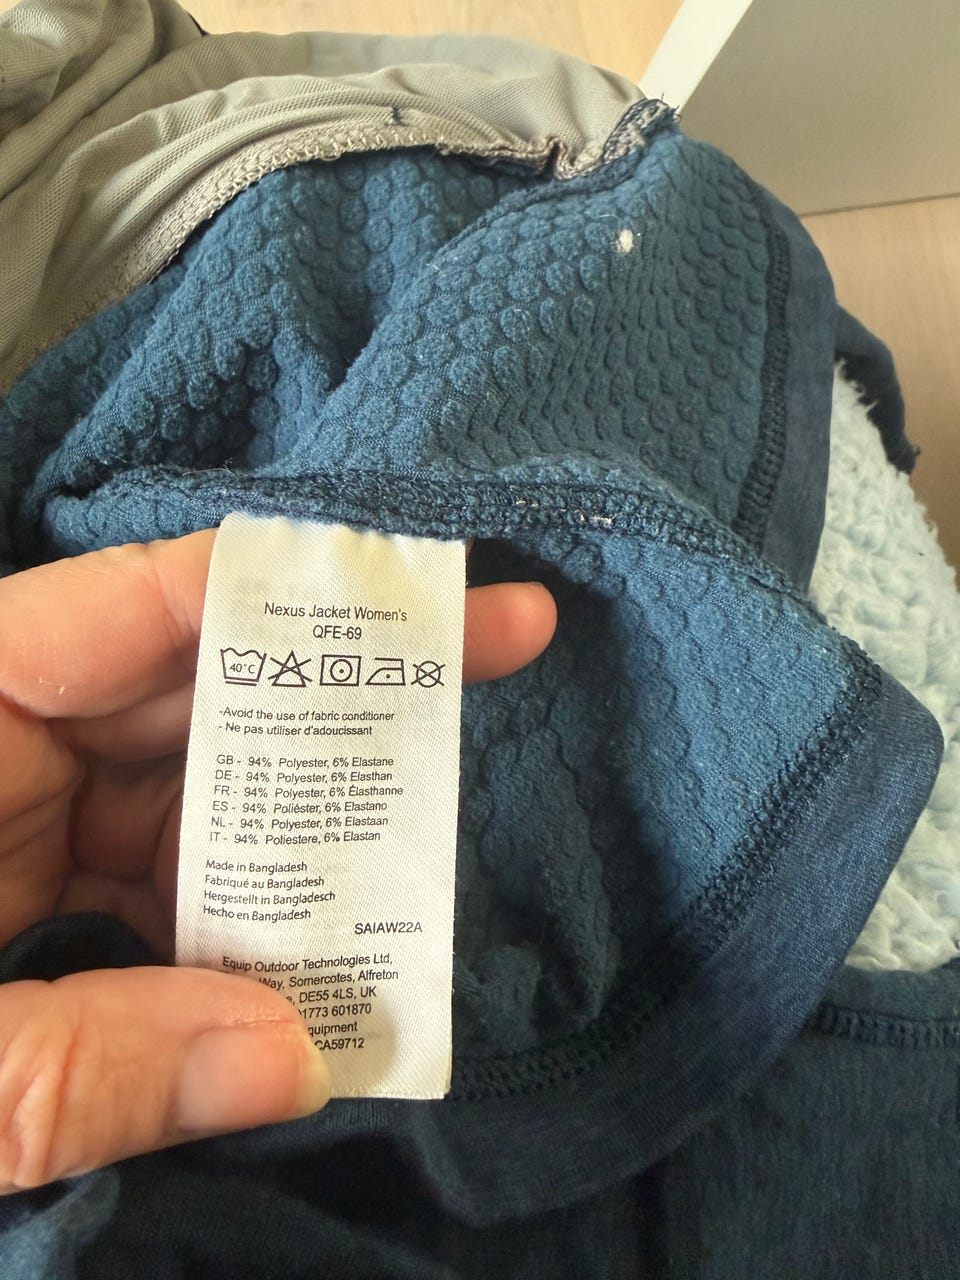 Nexus Jacket Women's
QFE-69
40°C
-Avoid the use of fabric conditioner
- Ne pas utiliser d'adoucissant
GB - 94% Polyester, 6% Elastane
DE - 94% Polyester, 6% Elasthan
FR - 94% Polyester, 6% Élasthanne
ES - 94% Poliéster, 6% Elastano
NL - 94% Polyester, 6% Elastaan
IT - 94% Poliestere, 6% Elastan
Made in Bangladesh
Fabriqué au Bangladesh
Hergestellt in Bangladesch
Hecho en Bangladesh
SAIAW22A
Equip Outdoor Technologies Ltd,
Way, Somercotes, Alfreton
DE55 4LS, UK
1773 601870
CA59712